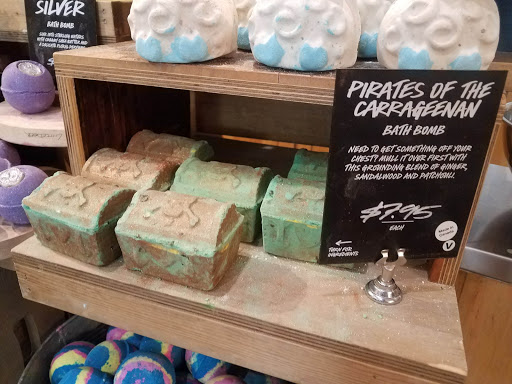 SILVER
BATH BOMB
PIRATES OF THE
CARRAGEENAN
BATH BOMB
NEED TO GET SOMETHING OFF YOUR
CHEST? MULL IT OVER FIRST WITH
THIS GROUNDING BLEND OF GINGER,
SANDALWOOD AND PATCHOULI.
$7.95
EACH
TURN FOR
INGREDIENTS
V